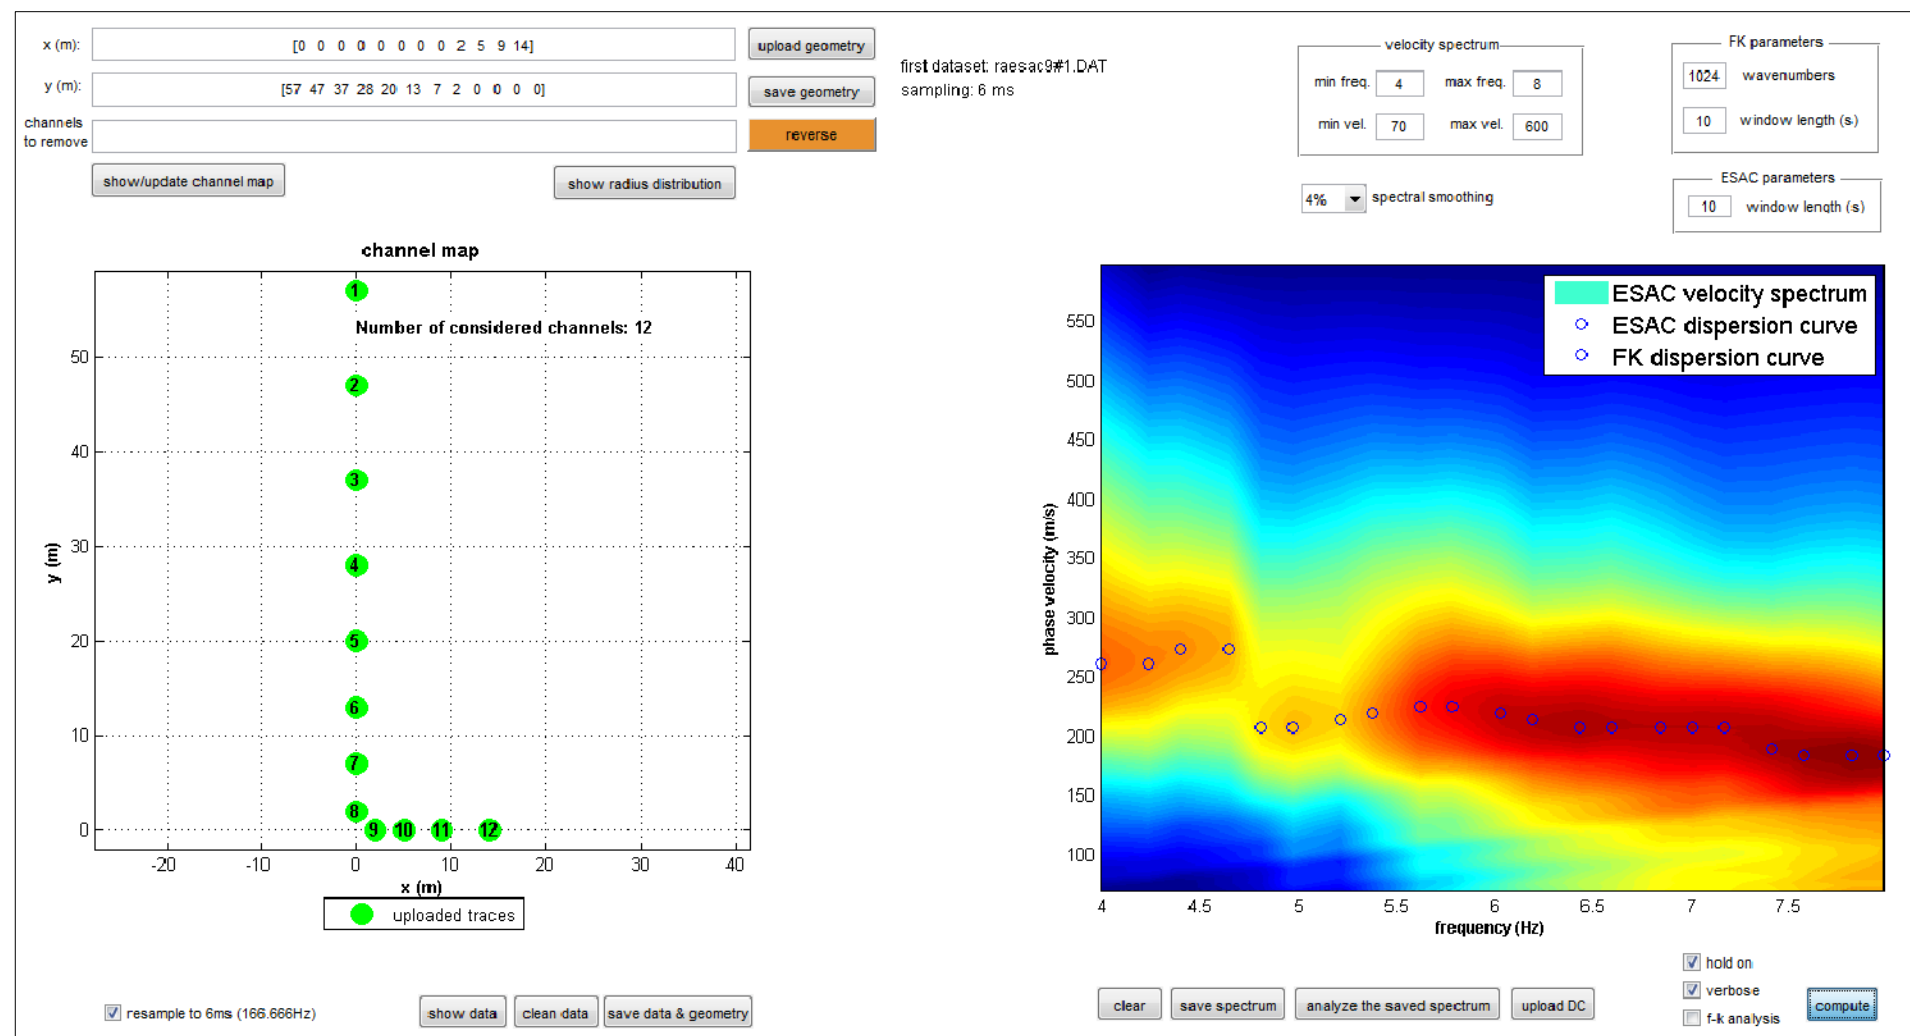 x (m):
[0 0 0 0 0 0 0 0 2 5 9 14]
upload geometry
y (m):
[57 47 37 28 20 13 7 2 0 0 0 0]
save geometry
channels
to remove
reverse
show/update channel map
show radius distribution
first dataset: raesac9#1.DAT
sampling: 6 ms
velocity spectrum
min freq. 4 max freq. 8
min vel. 70 max vel. 600
4% spectral smoothing
FK parameters
1024 wavenumbers
10 window length (s)
ESAC parameters
10 window length (s)
channel map
Number of considered channels: 12
1
2
3
4
5
6
7
8
9 10 11 12
50
40
30
20
10
0
y (m)
-20 -10 0 10 20 30 40
x (m)
uploaded traces
resample to 6ms (166.666Hz)
show data
clean data
save data & geometry
ESAC velocity spectrum
ESAC dispersion curve
FK dispersion curve
550
500
450
400
350
300
250
200
150
100
phase velocity (m/s)
4 4.5 5 5.5 6 6.5 7 7.5
frequency (Hz)
clear
save spectrum
analyze the saved spectrum
upload DC
hold on
verbose
f-k analysis
compute